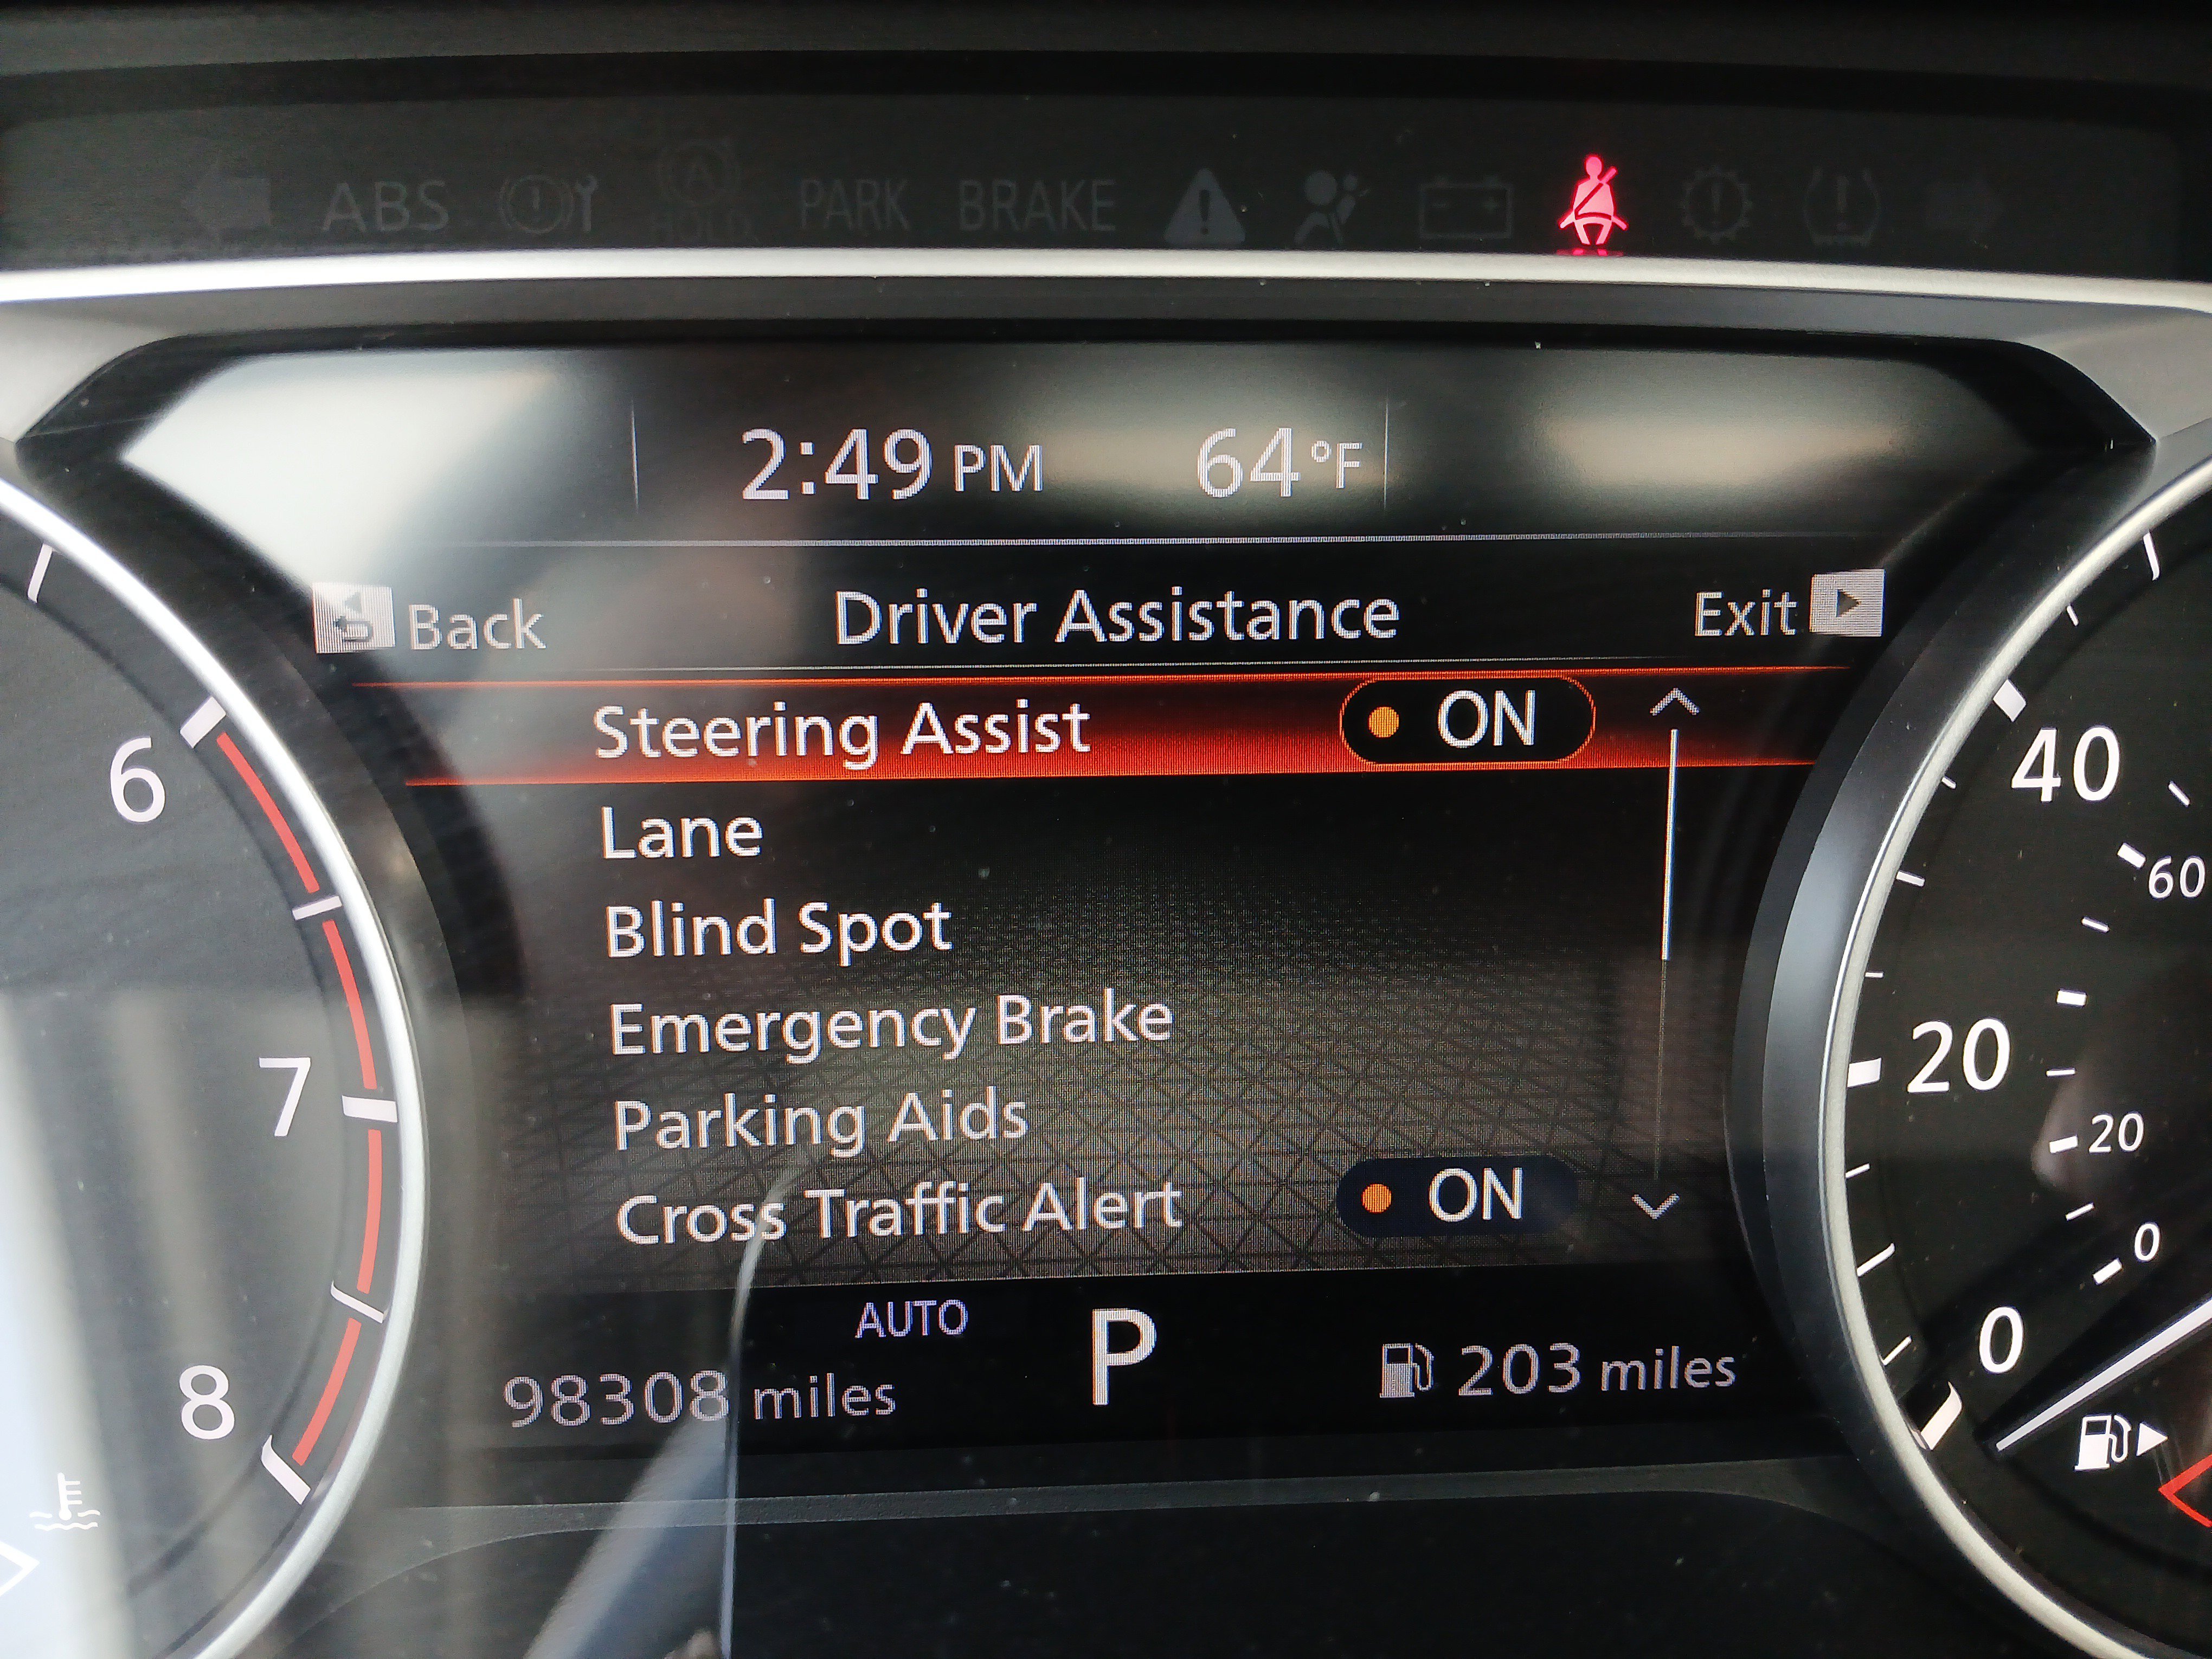 ABS HOLD PARK BRAKE
2:49 PM 64°F
Back Driver Assistance Exit
Steering Assist ON
Lane
Blind Spot
Emergency Brake
Parking Aids
Cross Traffic Alert ON
AUTO
98308 miles P 203 miles
6
7
8
40
60
20
20
0
0